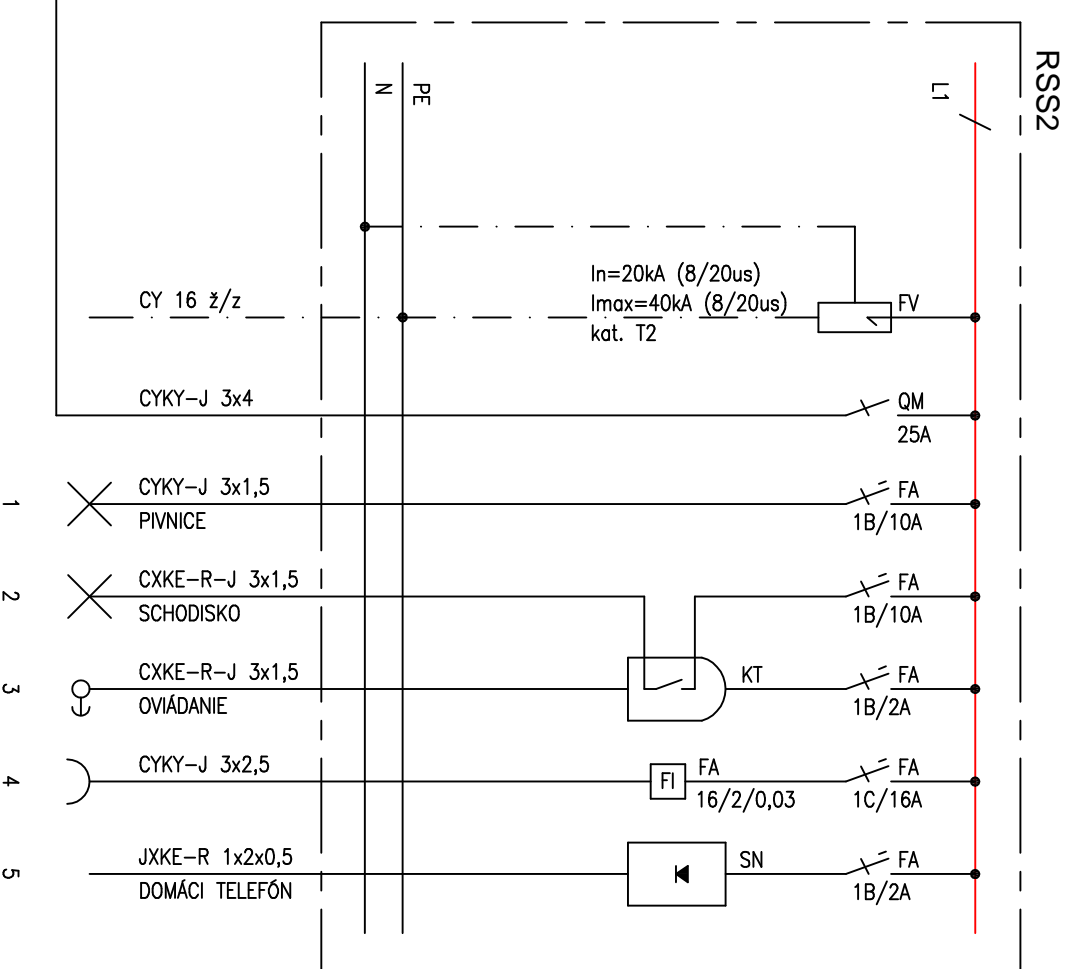 RSS2
N
PE
L1
In=20kA (8/20us)
Imax=40kA (8/20us)
kat. T2
CY 16 ž/z
FV
CYKY-J 3x4
QM
25A
1
CYKY-J 3x1,5
PIVNICE
FA
1B/10A
2
CXKE-R-J 3x1,5
SCHODISKO
FA
1B/10A
3
CXKE-R-J 3x1,5
OVIÁDANIE
KT
FA
1B/2A
4
CYKY-J 3x2,5
FI
FA
16/2/0,03
FA
1C/16A
5
JXKE-R 1x2x0,5
DOMÁCI TELEFÓN
SN
FA
1B/2A